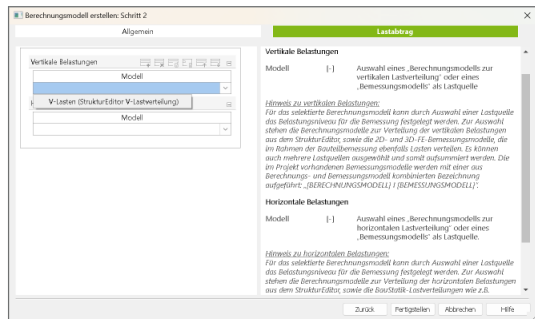 Berechnungsmodell erstellen: Schritt 2
Allgemein
Lastabtrag
Vertikale Belastungen
Modell
V-Lasten (StrukturEditor V-Lastverteilung)
Modell
Vertikale Belastungen
Modell [-] Auswahl eines „Berechnungsmodells zur
vertikalen Lastverteilung" oder eines
„Bemessungsmodells" als Lastquelle
Hinweis zu vertikalen Belastungen:
Für das selektierte Berechnungsmodell kann durch Auswahl einer Lastquelle
das Belastungsniveau für die Bemessung festgelegt werden. Zur Auswahl
stehen die Berechnungsmodelle zur Verteilung der vertikalen Belastungen
aus dem StrukturEditor, sowie die 2D- und 3D-FE-Bemessungsmodelle, die
im Rahmen der Bauteilbemessung ebenfalls Lasten verteilen. Es können
auch mehrere Lastquellen ausgewählt und somit aufsummiert werden. Die
im Projekt vorhandenen Bemessungsmodelle werden mit einer aus
Berechnungs- und Bemessungsmodell kombinierten Bezeichnung
aufgeführt: „[BERECHNUNGSMODELL] I [BEMESSUNGSMODELL]".
Horizontale Belastungen
Modell [-] Auswahl eines „Berechnungsmodells zur
horizontalen Lastverteilung" oder eines
„Bemessungsmodells" als Lastquelle.
Hinweis zu horizontalen Belastungen:
Für das selektierte Berechnungsmodell kann durch Auswahl einer Lastquelle
das Belastungsniveau für die Bemessung festgelegt werden. Zur Auswahl
stehen die Berechnungsmodelle zur Verteilung der horizontalen Belastungen
aus dem StrukturEditor, sowie die BauStatik-Lastverteilungen wie z.B.
Zurück Fertigstellen Abbrechen Hilfe